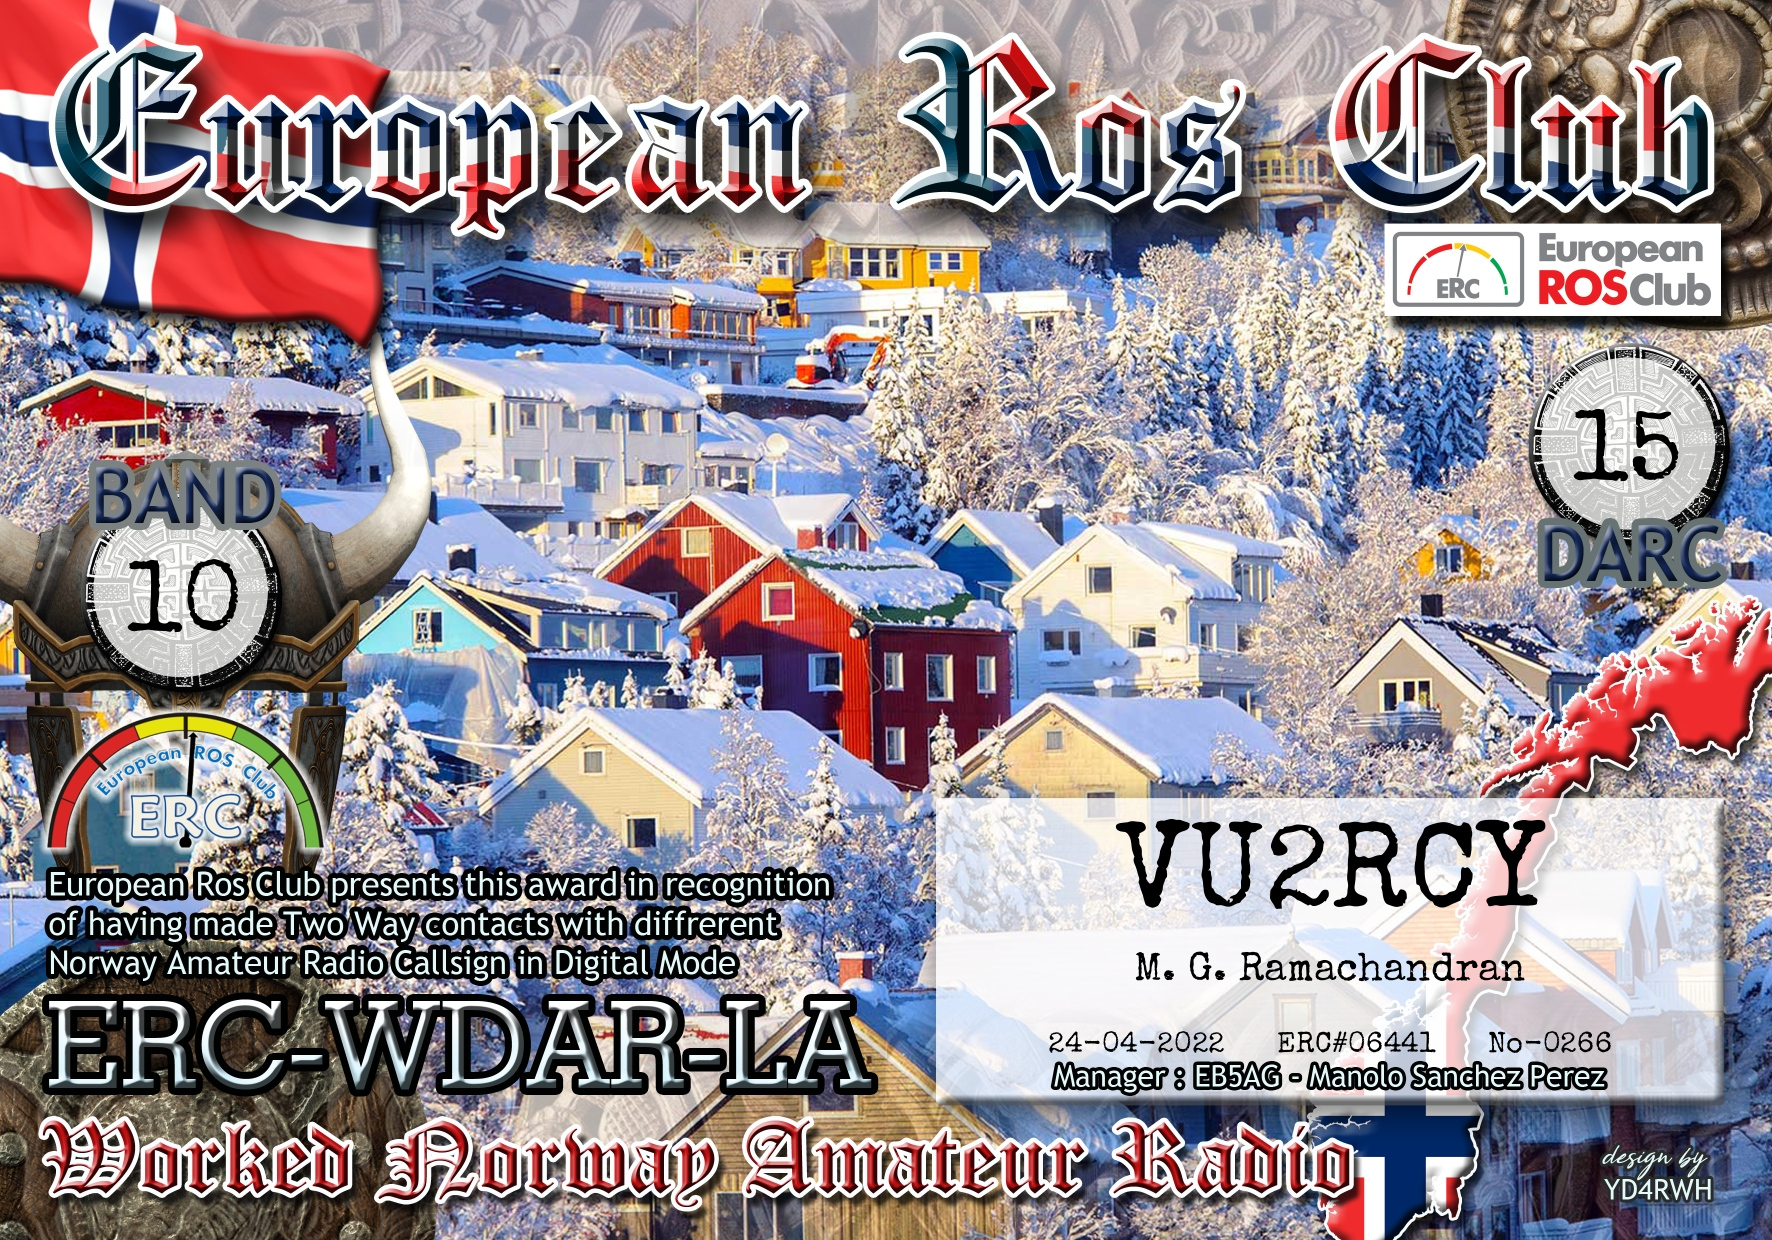 European Ros Club
ERC
European
ROS Club
BAND
10
15
DARC
European ROS Club
ERC
European Ros Club presents this award in recognition
of having made Two Way contacts with diffrerent
Norway Amateur Radio Callsign in Digital Mode
ERC-WDAR-LA
Worked Norway Amateur Radio
VU2RCY
M. G. Ramachandran
24-04-2022 ERC#06441 No-0266
Manager : EB5AG - Manolo Sanchez Perez
design by
YD4RWH